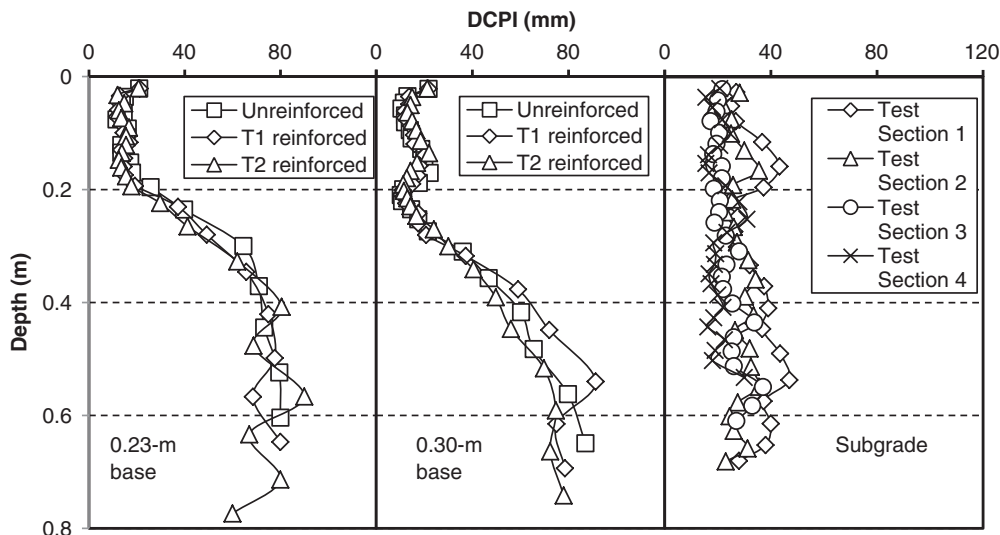 DCPI (mm)
0 40 80 0 40 80 0 40 80 120
0
0.2
0.4
0.6
0.8
Depth (m)
Unreinforced
T1 reinforced
T2 reinforced
0.23-m
base
Unreinforced
T1 reinforced
T2 reinforced
0.30-m
base
Test
Section 1
Test
Section 2
Test
Section 3
Test
Section 4
Subgrade